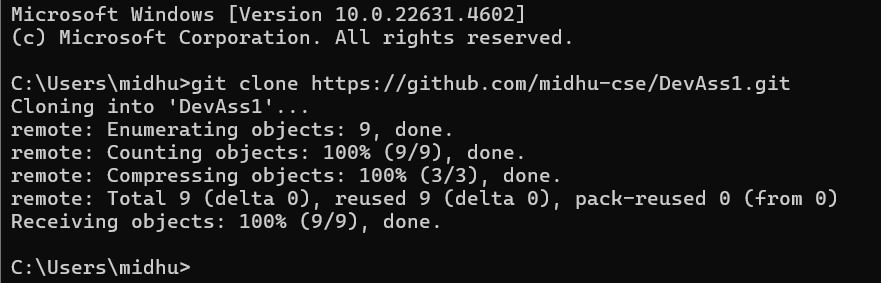 Microsoft Windows [Version 10.0.22631.4602]
(c) Microsoft Corporation. All rights reserved.
C:\Users\midhu>git clone https://github.com/midhu-cse/DevAss1.git
Cloning into 'DevAss1'...
remote: Enumerating objects: 9, done.
remote: Counting objects: 100% (9/9), done.
remote: Compressing objects: 100% (3/3), done.
remote: Total 9 (delta 0), reused 9 (delta 0), pack-reused 0 (from 0)
Receiving objects: 100% (9/9), done.
C:\Users\midhu>